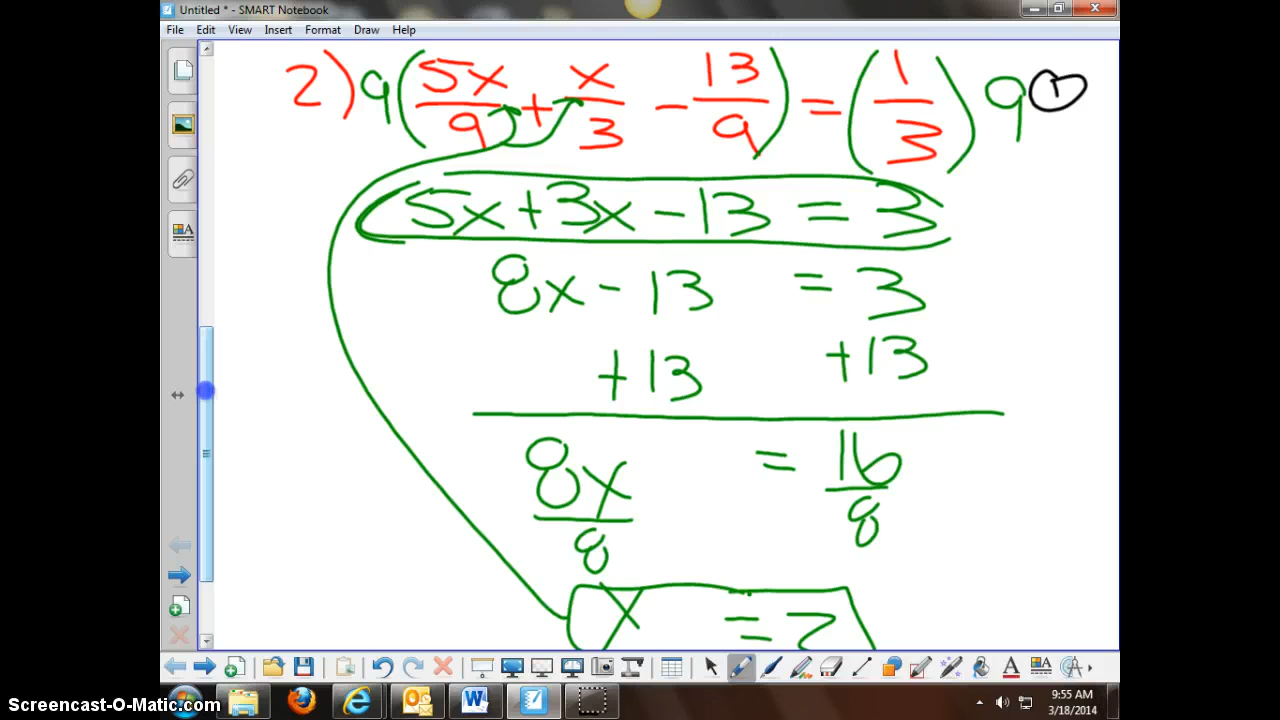 Untitled * - SMART Notebook
File Edit View Insert Format Draw Help
2) 9(5x/9 + x/3 - 13/9) = (1/3) 9
5x+3x-13 = 3
8x-13 = 3
+13 +13
8x/8 = 16/8
x = 2
Screencast-O-Matic.com
9:55 AM
3/18/2014